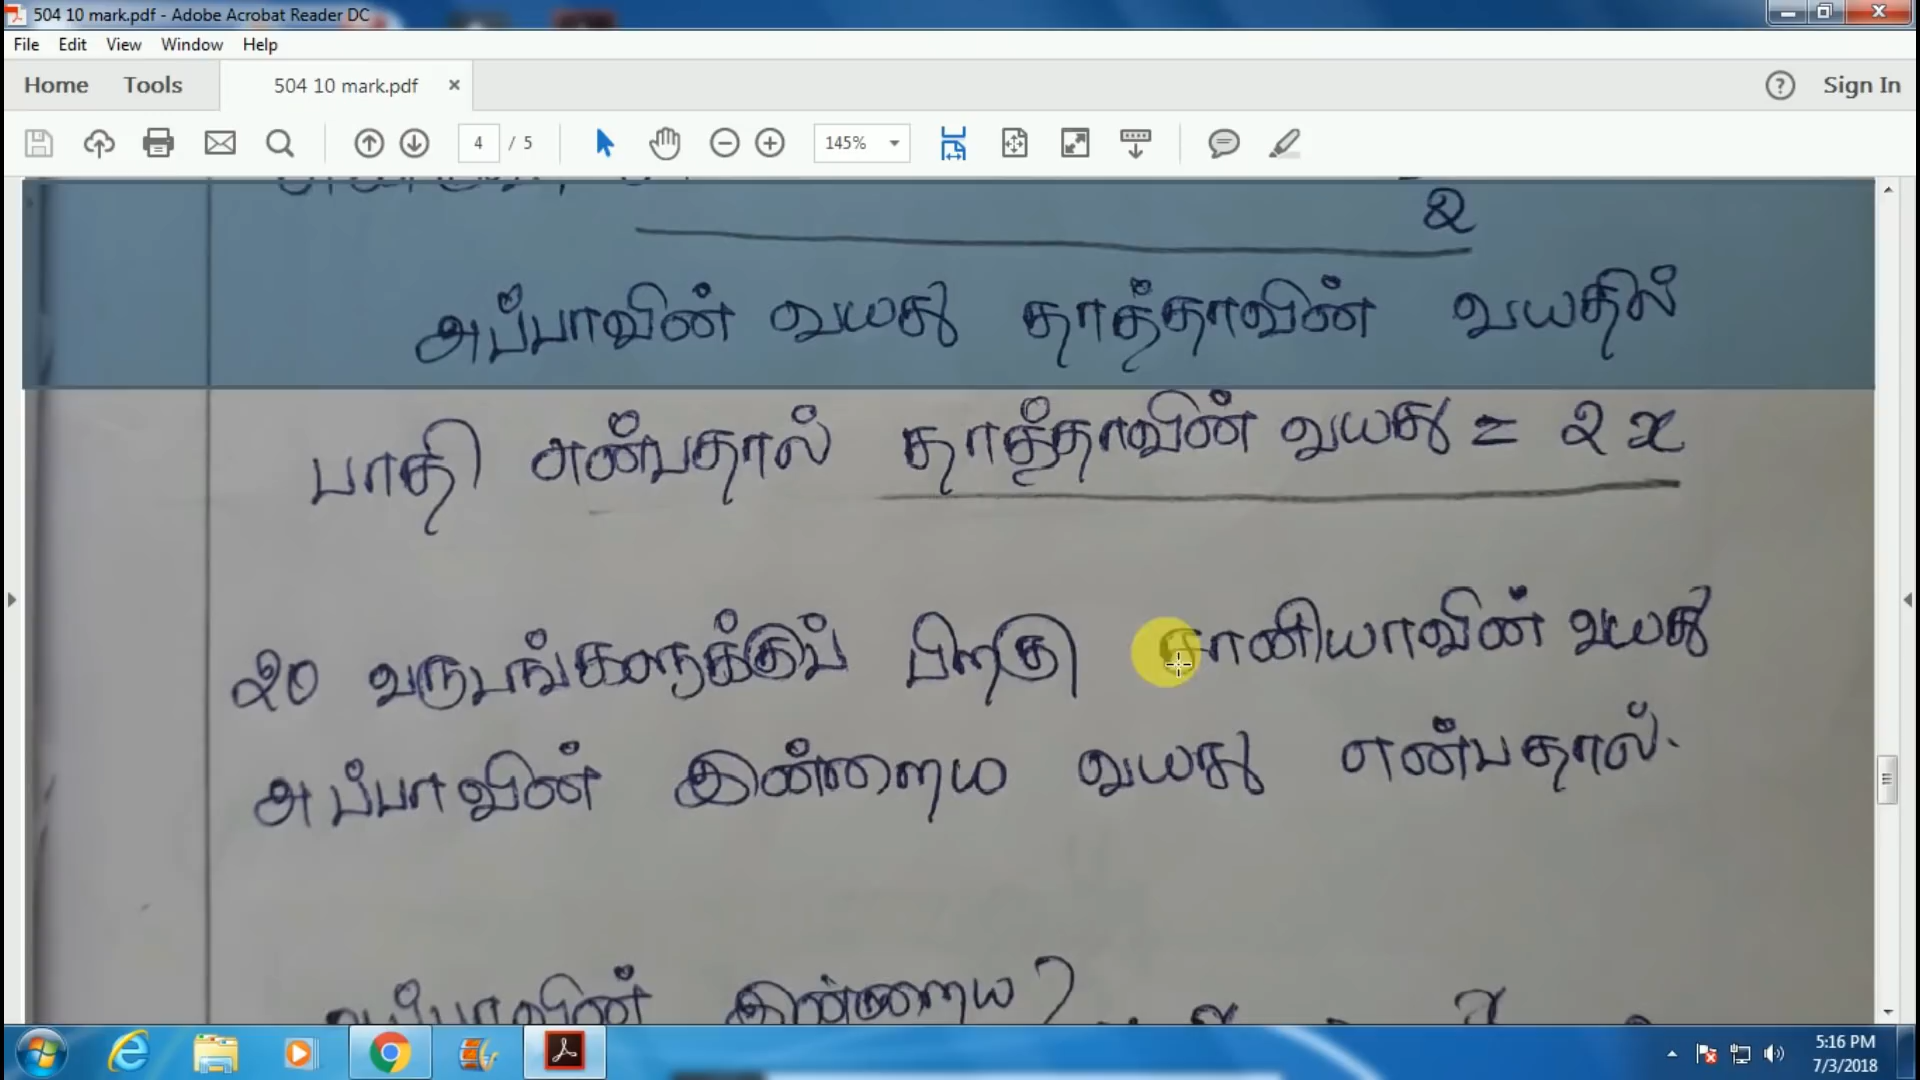 504 10 mark.pdf - Adobe Acrobat Reader DC
File Edit View Window Help
Home Tools 504 10 mark.pdf × Sign In
4 / 5 145%
2
அப்பாவின் வயது தாத்தாவின் வயதில்
பாதி என்பதால் தாத்தாவின் வயது = 2x
20 வருடங்களுக்குப் பிறகு சானியாவின் வயது
அப்பாவின் இன்றைய வயது என்பதால்.
அப்பாவின் இன்றைய }
5:16 PM
7/3/2018